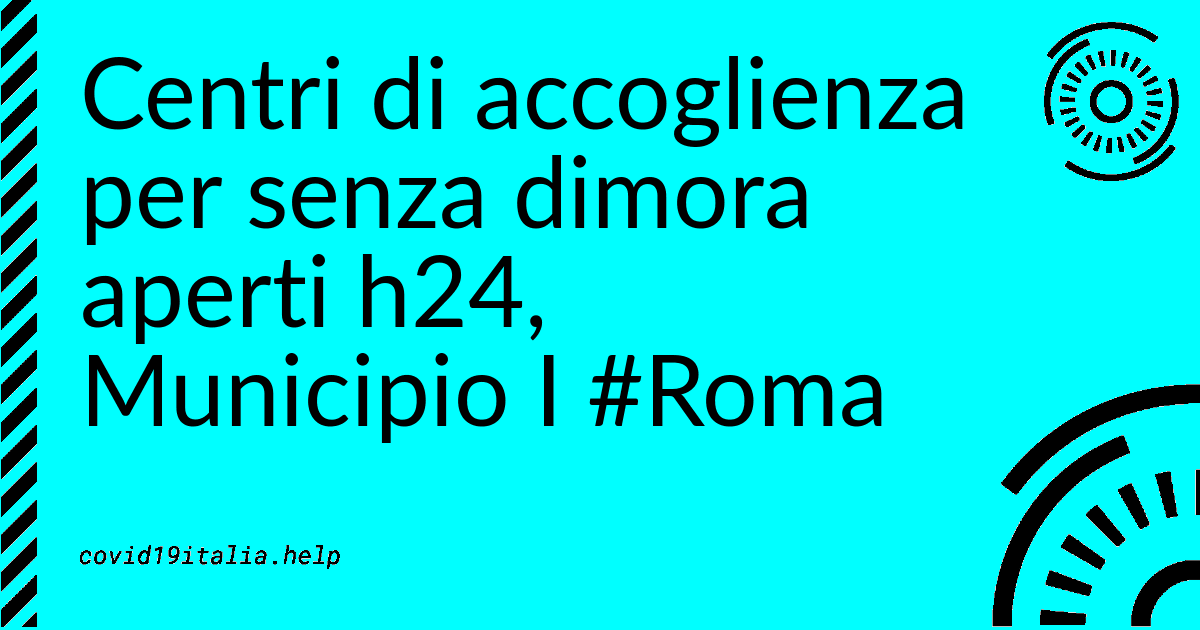 Centri di accoglienza
per senza dimora
aperti h24,
Municipio I #Roma
covid19italia.help